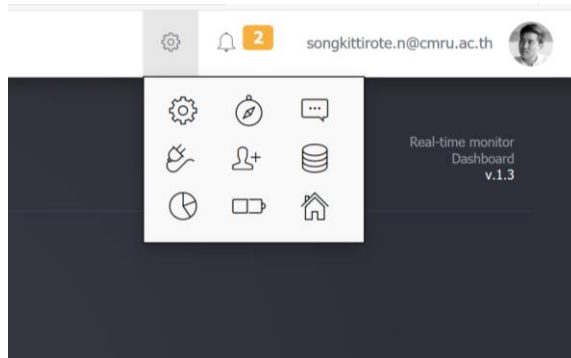 2
songkittirote.n@cmru.ac.th
Real-time monitor
Dashboard
v.1.3